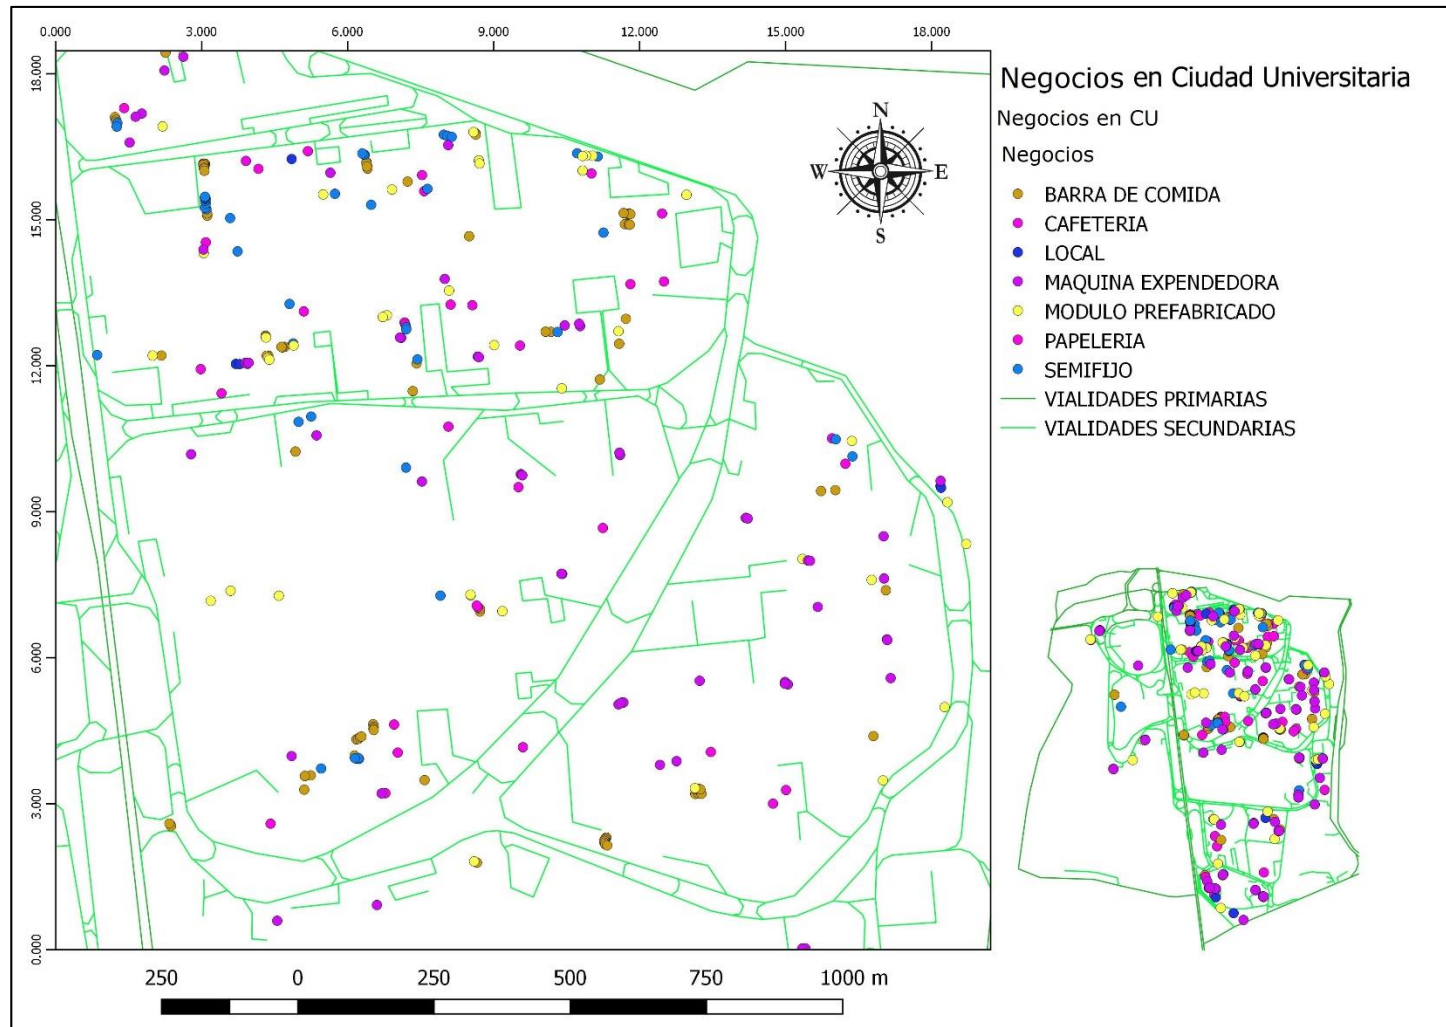 0.000 3.000 6.000 9.000 12.000 15.000 18.000
18.000
15.000
12.000
9.000
6.000
3.000
0.000
N
W E
S
Negocios en Ciudad Universitaria
Negocios en CU
Negocios
BARRA DE COMIDA
CAFETERIA
LOCAL
MAQUINA EXPENDEDORA
MODULO PREFABRICADO
PAPELERIA
SEMIFIJO
VIALIDADES PRIMARIAS
VIALIDADES SECUNDARIAS
250 0 250 500 750 1000 m